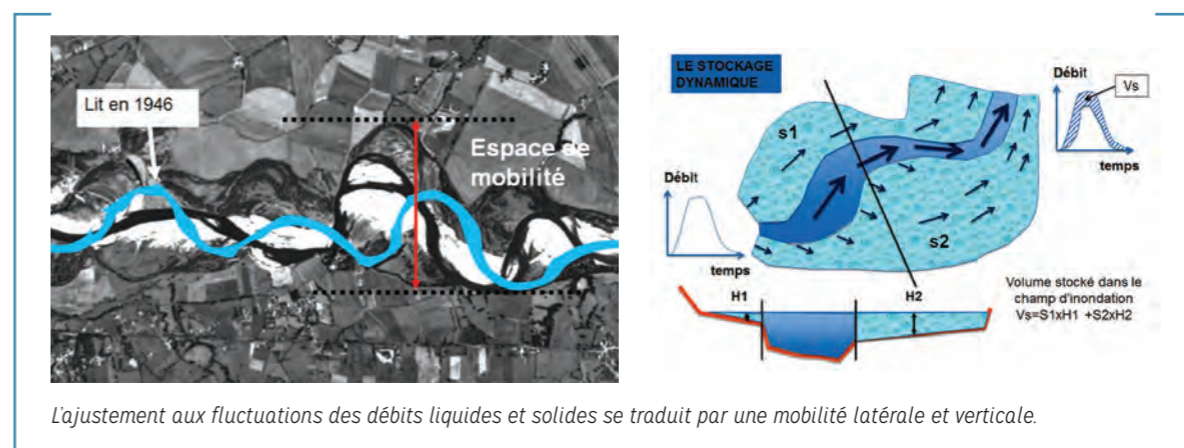 Lit en 1946
Espace de
mobilité
LE STOCKAGE
DYNAMIQUE
s1
s2
Débit
temps
Débit
Vs
temps
H1
H2
Volume stocké dans le
champ d'inondation
Vs=S1xH1 +S2xH2
L'ajustement aux fluctuations des débits liquides et solides se traduit par une mobilité latérale et verticale.